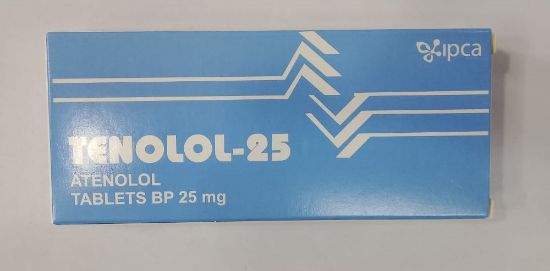 ipca
TENOLOL-25
ATENOLOL
TABLETS BP 25 mg